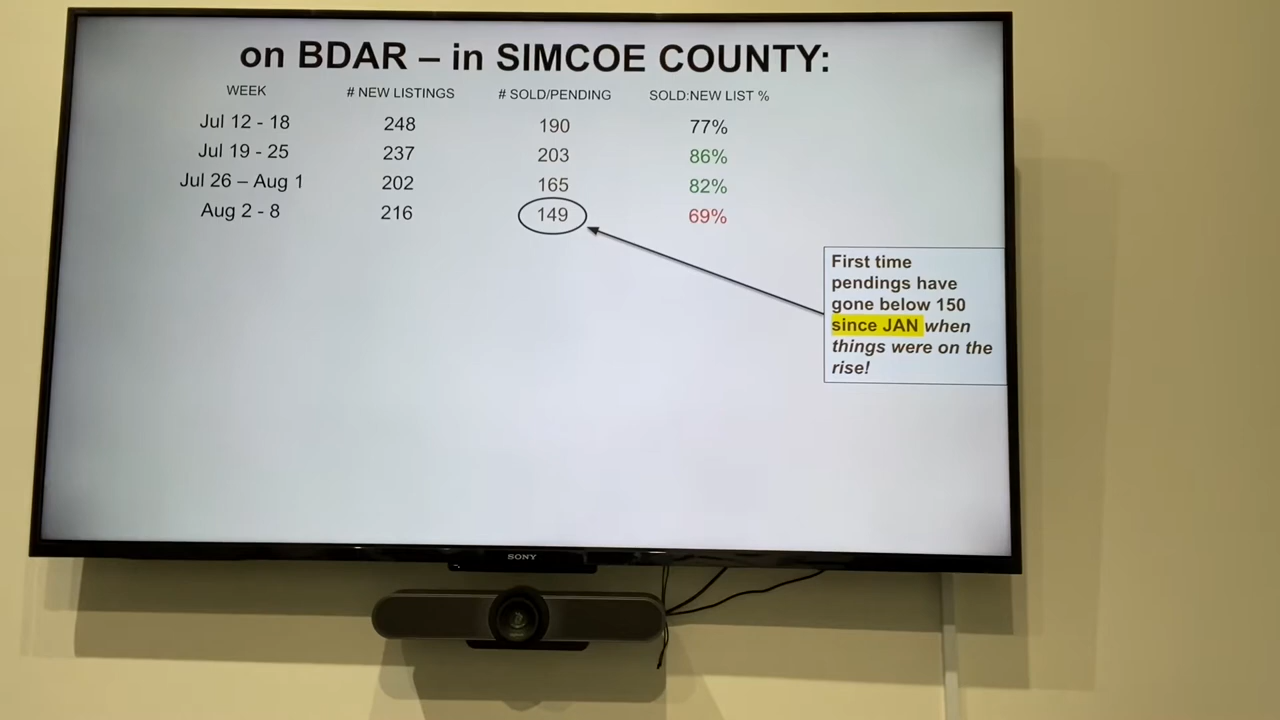 on BDAR – in SIMCOE COUNTY:
WEEK # NEW LISTINGS # SOLD/PENDING SOLD:NEW LIST %
Jul 12 - 18 248 190 77%
Jul 19 - 25 237 203 86%
Jul 26 – Aug 1 202 165 82%
Aug 2 - 8 216 149 69%
First time
pendings have
gone below 150
since JAN when
things were on the
rise!
SONY